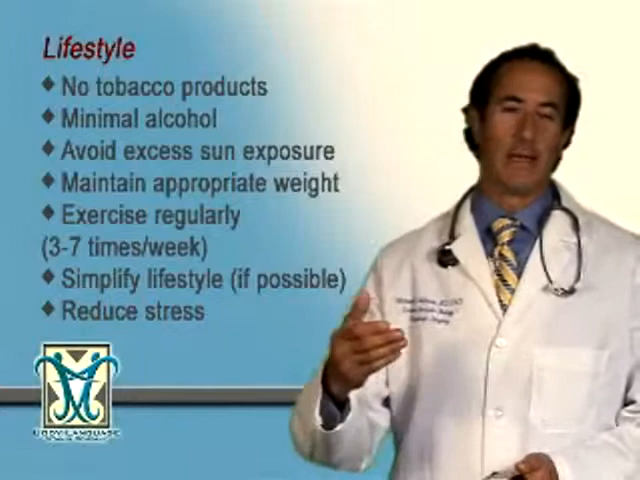 Lifestyle
◆ No tobacco products
◆ Minimal alcohol
◆ Avoid excess sun exposure
◆ Maintain appropriate weight
◆ Exercise regularly
(3-7 times/week)
◆ Simplify lifestyle (if possible)
◆ Reduce stress